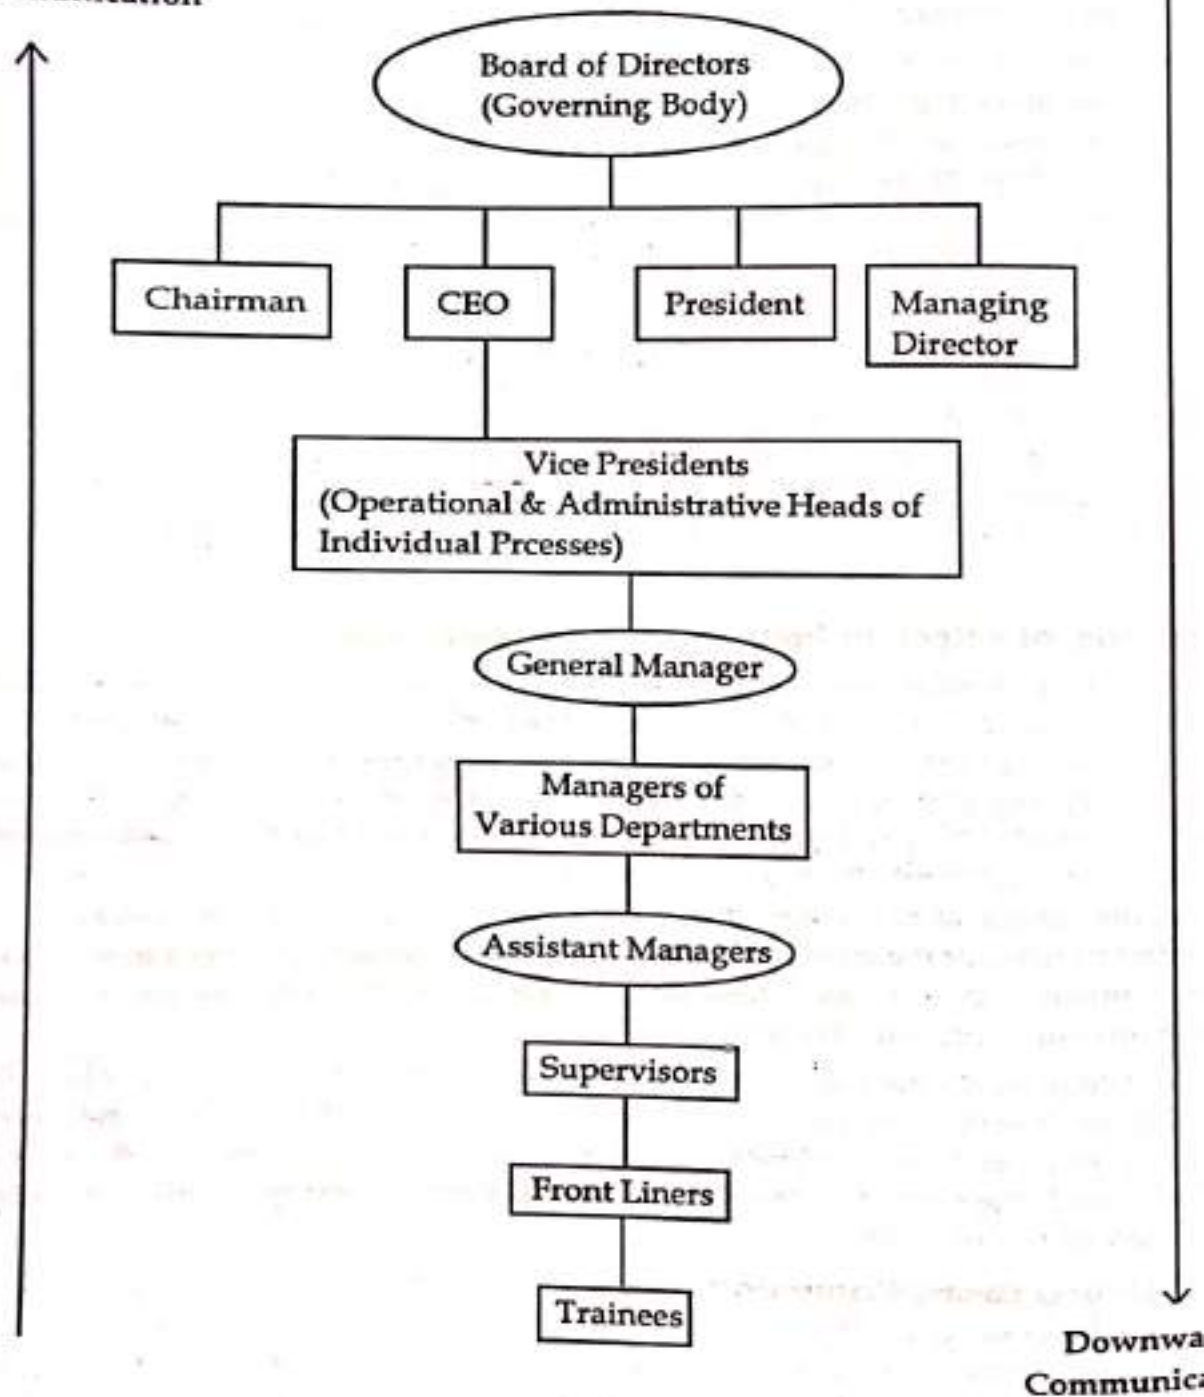 Board of Directors
(Governing Body)
Chairman
CEO
President
Managing
Director
Vice Presidents
(Operational & Administrative Heads of
Individual Prcesses)
General Manager
Managers of
Various Departments
Assistant Managers
Supervisors
Front Liners
Trainees